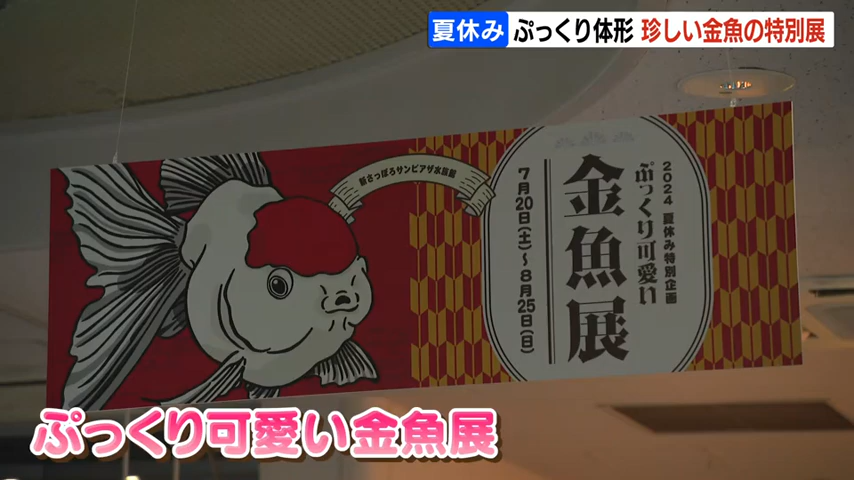 夏休み ぷっくり体形 珍しい金魚の特別展
新さっぽろサンピアザ水族館
2024 夏休み特別企画
ぷっくり可愛い
金魚展
7月20日(土)～8月25日(日)
ぷっくり可愛い金魚展